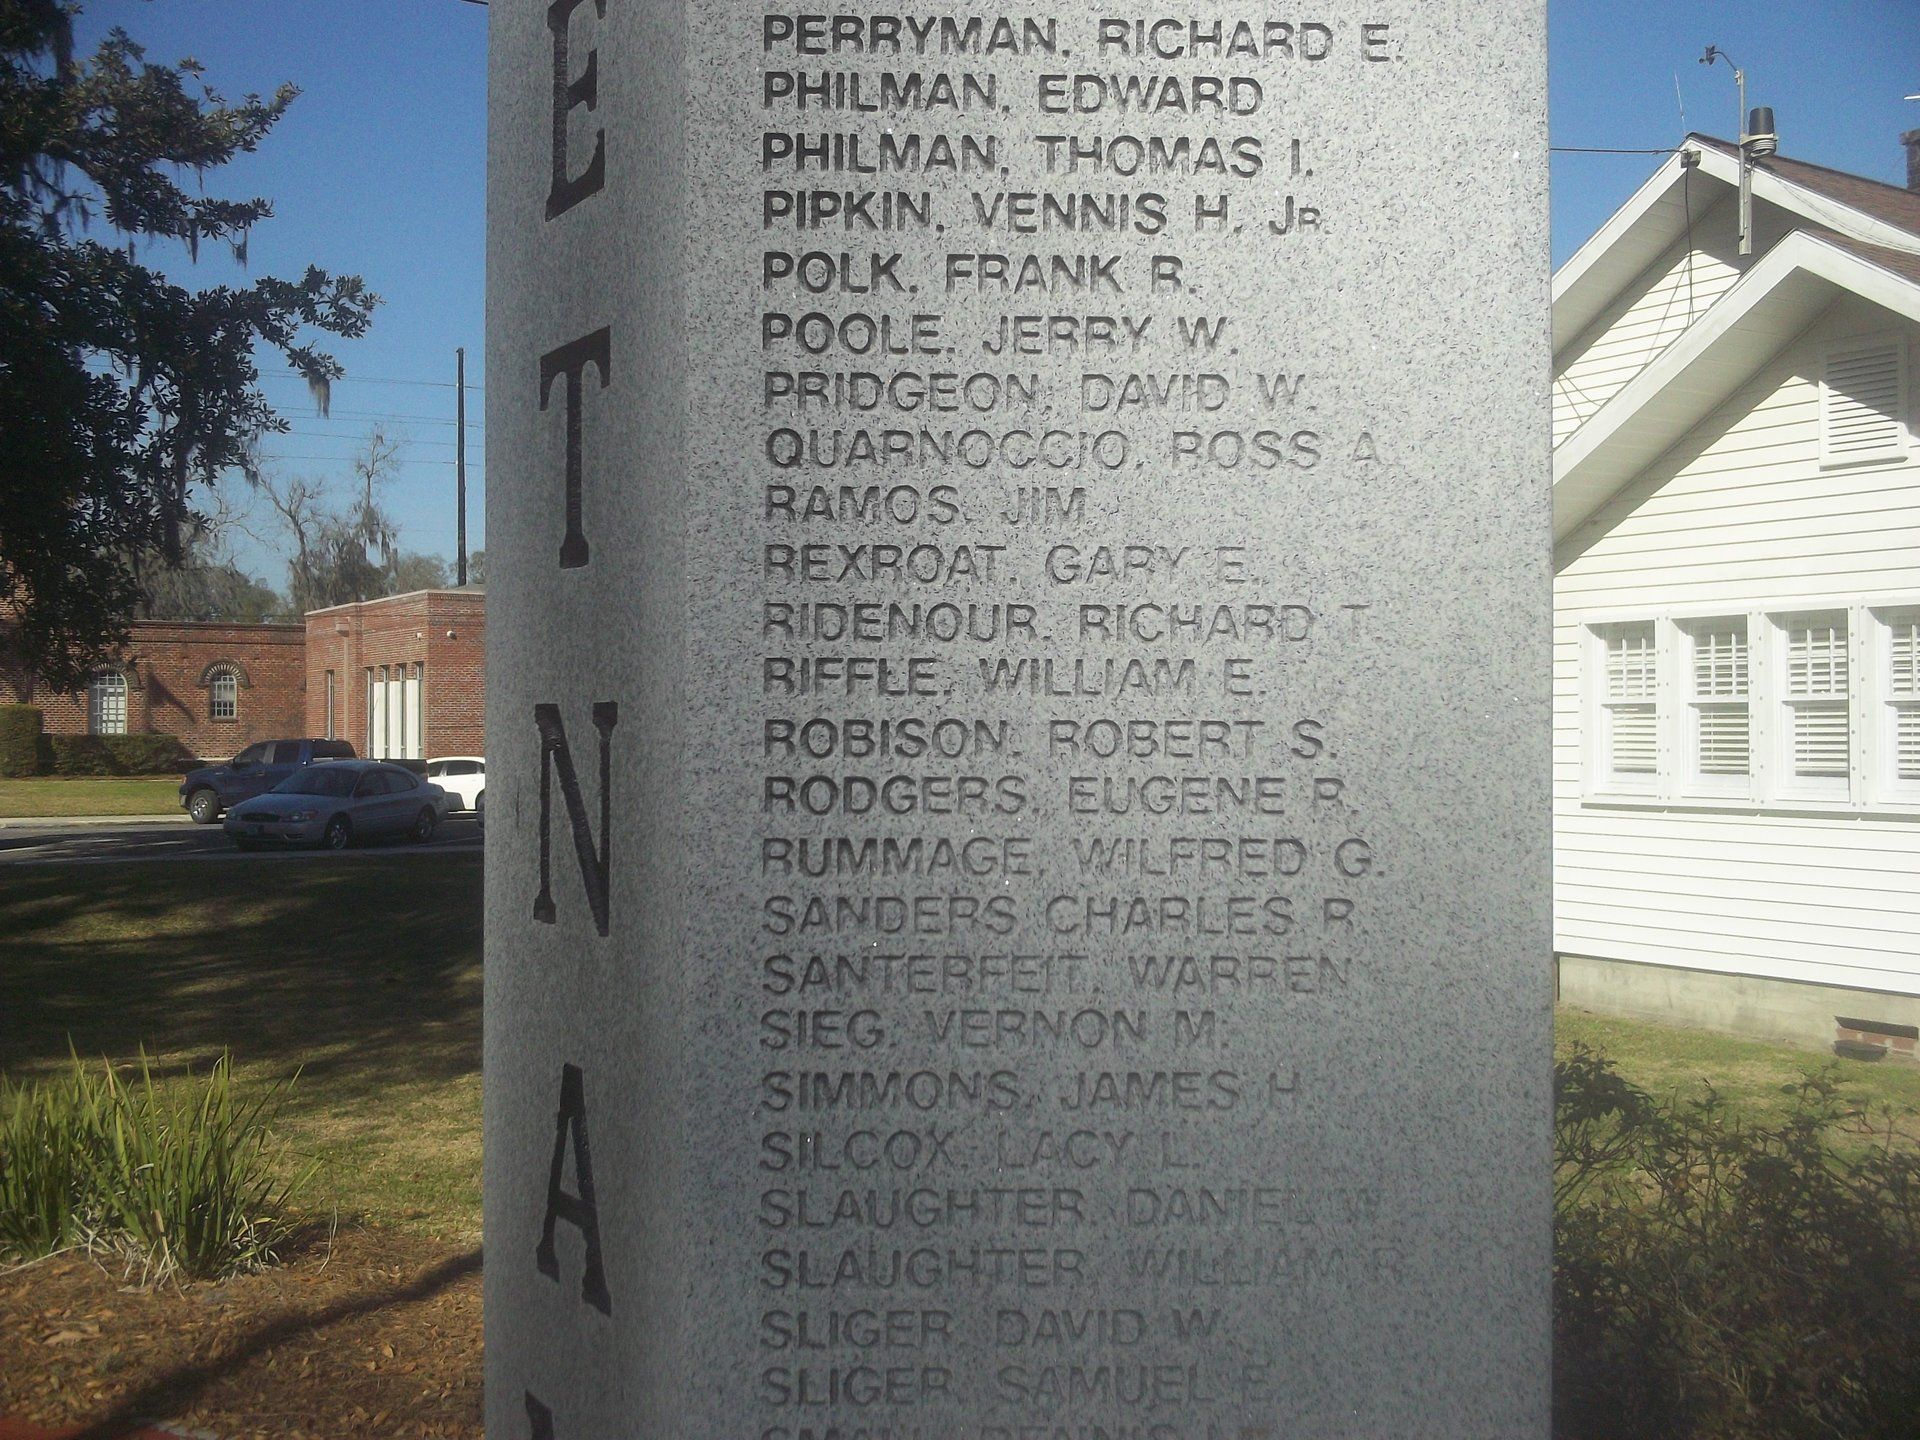 ETNA
PERRYMAN, RICHARD E.
PHILMAN, EDWARD
PHILMAN, THOMAS I.
PIPKIN, VENNIS H. JR.
POLK, FRANK R.
POOLE, JERRY W.
PRIDGEON, DAVID W.
QUARNOCCIO, ROSS A.
RAMOS, JIM
REXROAT, GARY E.
RIDENOUR, RICHARD T.
RIFFLE, WILLIAM E.
ROBISON, ROBERT S.
RODGERS, EUGENE R.
RUMMAGE, WILFRED G.
SANDERS CHARLES R.
SANTERFEIT, WARREN
SIEG, VERNON M.
SIMMONS, JAMES H.
SILCOX, LACY L.
SLAUGHTER, DANIEL W.
SLAUGHTER, WILLIAM R.
SLIGER, DAVID W.
SLIGER, SAMUEL E.